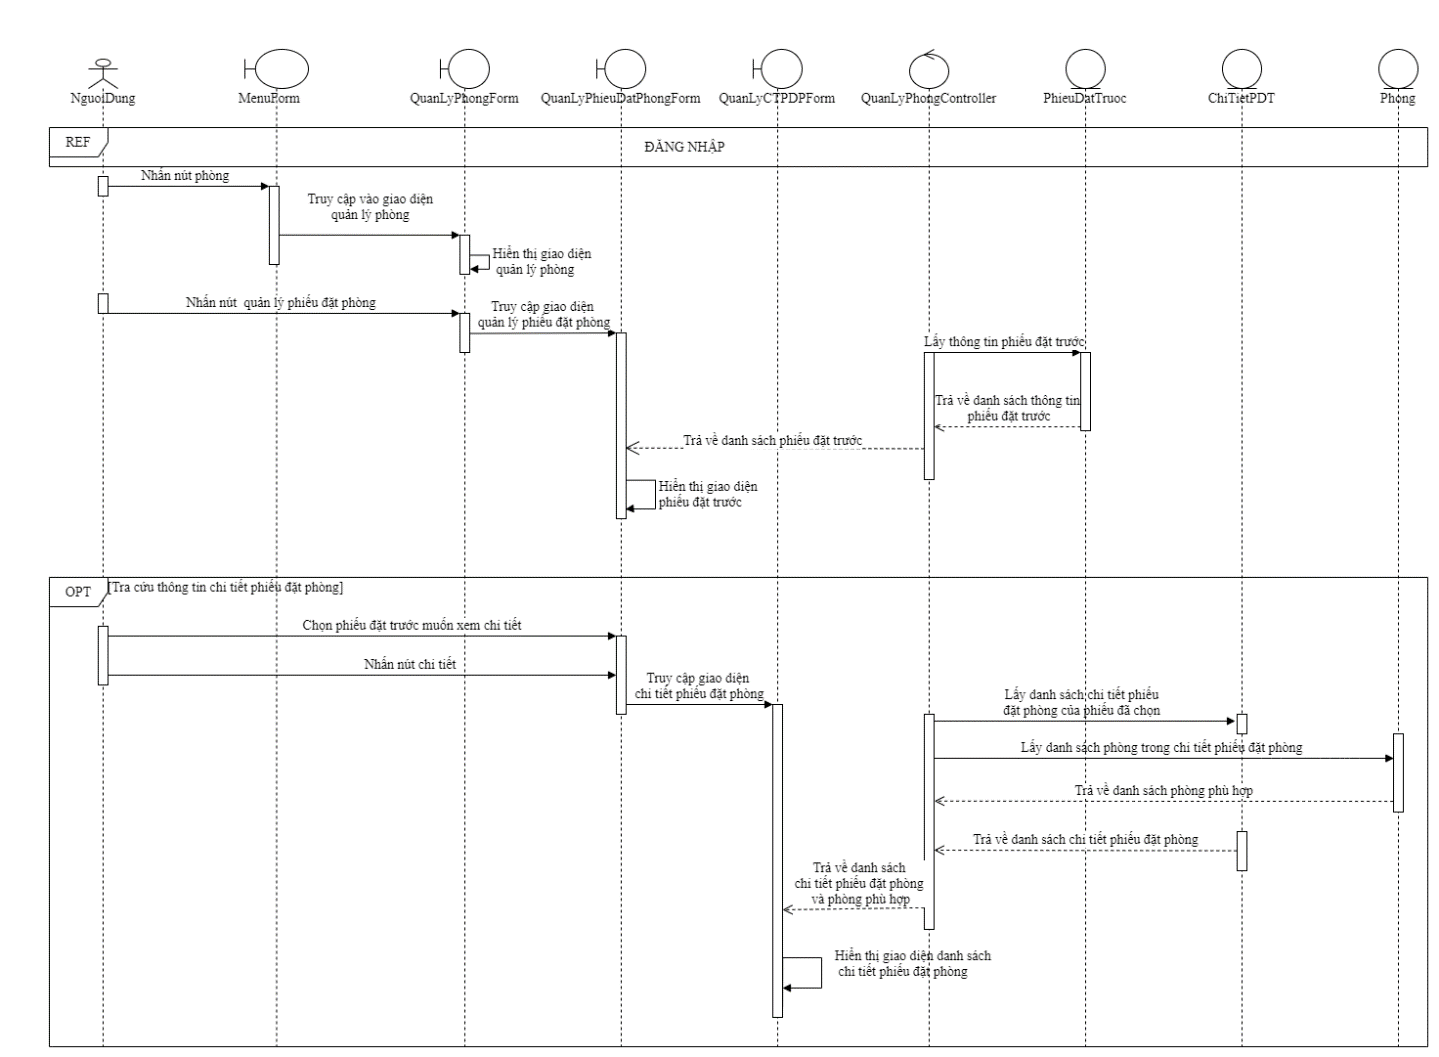 NguoiDung
MenuForm
QuanLyPhongForm
QuanLyPhieuDatPhongForm
QuanLyCTPDPForm
QuanLyPhongController
PhieuDatTruoc
ChiTietPDT
Phong
REF
ĐĂNG NHẬP
Nhấn nút phòng
Truy cập vào giao diện
quản lý phòng
Hiển thị giao diện
quản lý phòng
Nhấn nút quản lý phiếu đặt phòng
Truy cập giao diện
quản lý phiếu đặt phòng
Lấy thông tin phiếu đặt trước
Trả về danh sách thông tin
phiếu đặt trước
Trả về danh sách phiếu đặt trước
Hiển thị giao diện
phiếu đặt trước
OPT
[Tra cứu thông tin chi tiết phiếu đặt phòng]
Chọn phiếu đặt trước muốn xem chi tiết
Nhấn nút chi tiết
Truy cập giao diện
chi tiết phiếu đặt phòng
Lấy danh sách chi tiết phiếu
đặt phòng của phiếu đã chọn
Lấy danh sách phòng trong chi tiết phiếu đặt phòng
Trả về danh sách phòng phù hợp
Trả về danh sách chi tiết phiếu đặt phòng
Trả về danh sách
chi tiết phiếu đặt phòng
và phòng phù hợp
Hiển thị giao diện danh sách
chi tiết phiếu đặt phòng